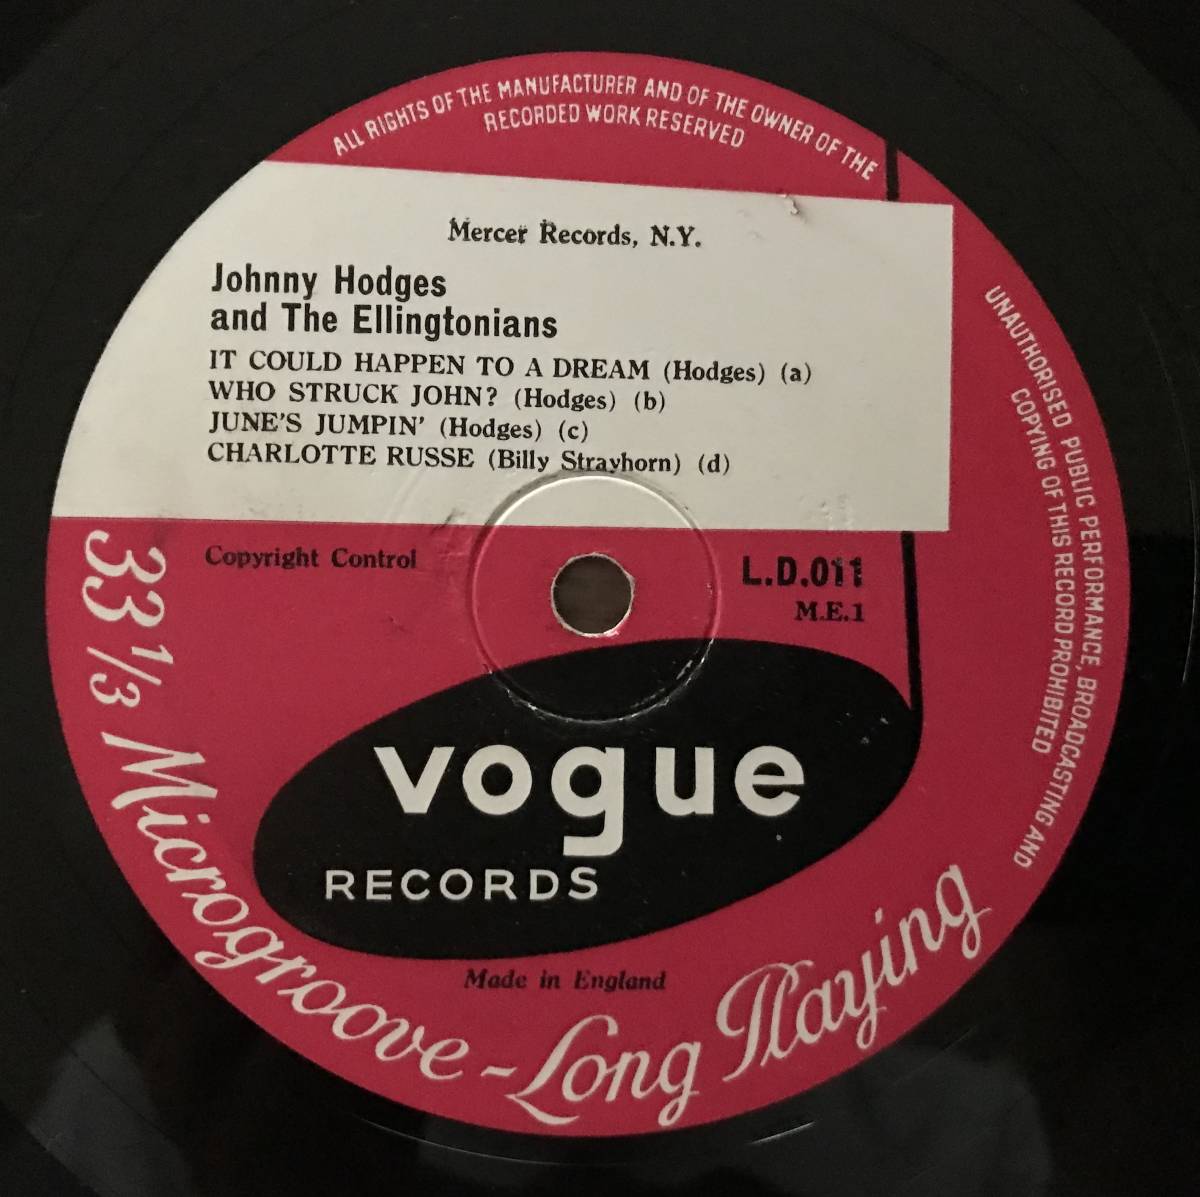 ALL RIGHTS OF THE MANUFACTURER AND OF THE OWNER OF THE
RECORDED WORK RESERVED
Mercer Records, N.Y.
Johnny Hodges
and The Ellingtonians
IT COULD HAPPEN TO A DREAM (Hodges) (a)
WHO STRUCK JOHN? (Hodges) (b)
JUNE'S JUMPIN' (Hodges) (c)
CHARLOTTE RUSSE (Billy Strayhorn) (d)
UNAUTHORISED PUBLIC PERFORMANCE, BROADCASTING AND
COPYING OF THIS RECORD PROHIBITED
Copyright Control
L.D.011
M.E.1
vogue
RECORDS
Made in England
33 1/3 Microgroove - Long Playing